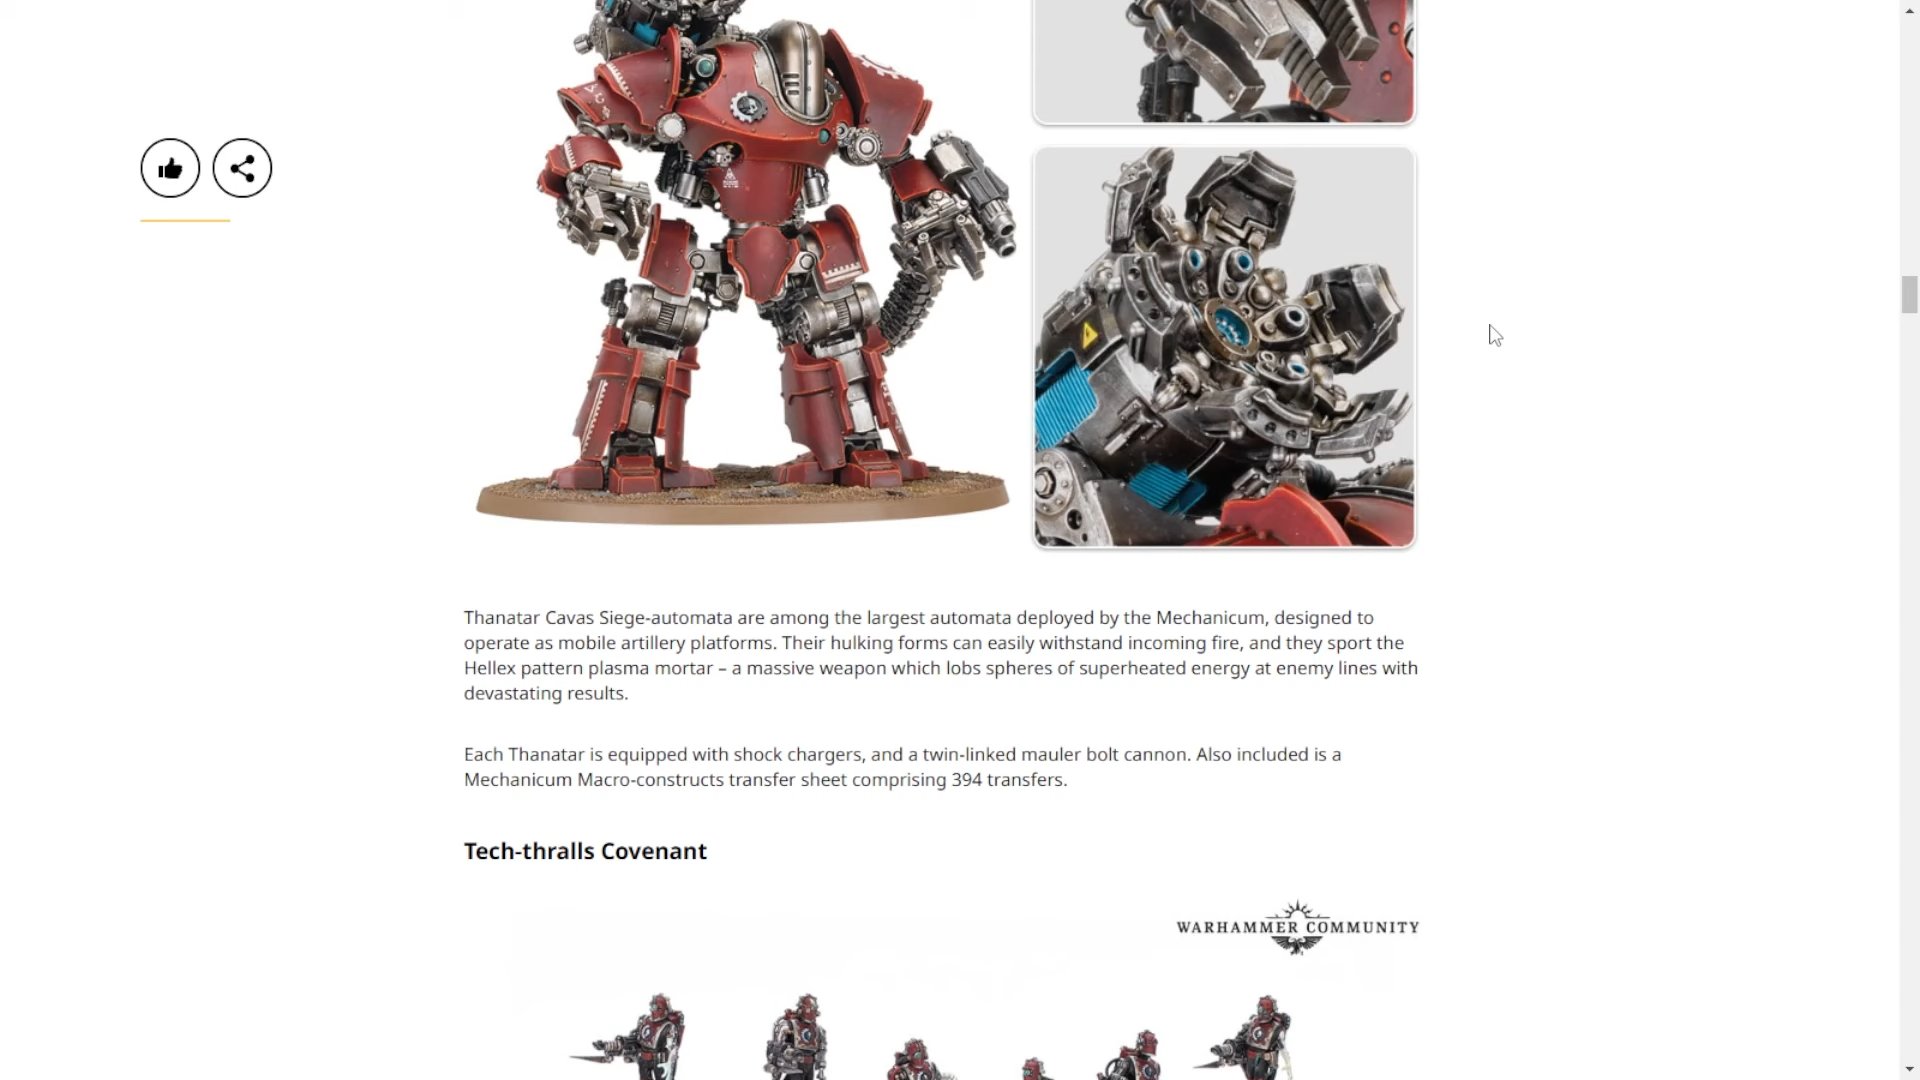 Thanatar Cavas Siege-automata are among the largest automata deployed by the Mechanicum, designed to
operate as mobile artillery platforms. Their hulking forms can easily withstand incoming fire, and they sport the
Hellex pattern plasma mortar – a massive weapon which lobs spheres of superheated energy at enemy lines with
devastating results.
Each Thanatar is equipped with shock chargers, and a twin-linked mauler bolt cannon. Also included is a
Mechanicum Macro-constructs transfer sheet comprising 394 transfers.
Tech-thralls Covenant
WARHAMMER COMMUNITY